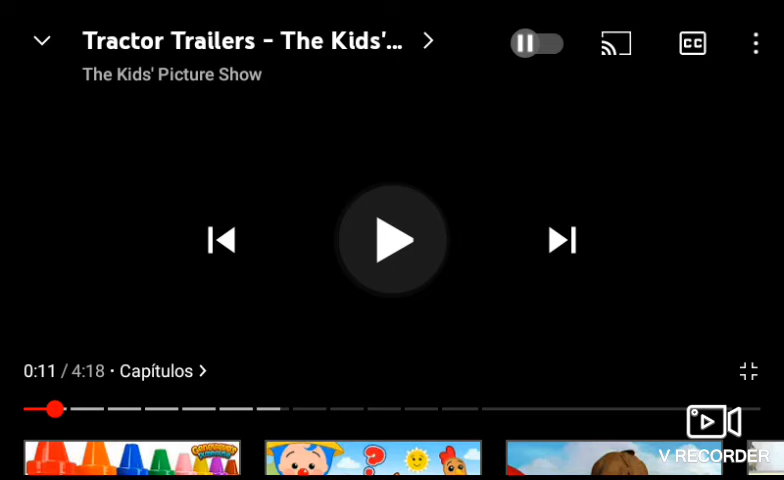 Tractor Trailers - The Kids'...
The Kids' Picture Show
CC
0:11 / 4:18 · Capítulos
V RECORDER